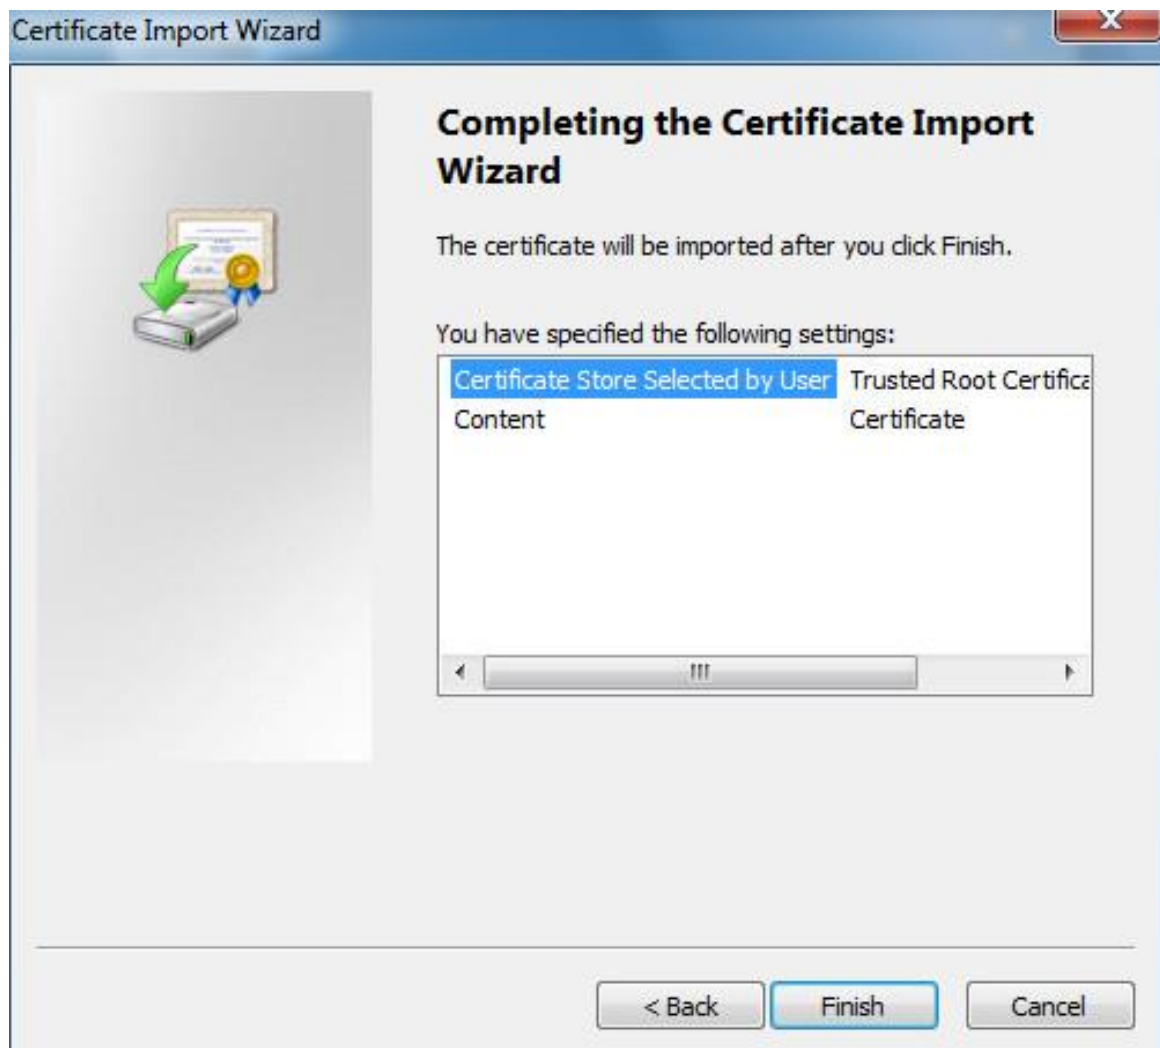 Certificate Import Wizard
Completing the Certificate Import
Wizard
The certificate will be imported after you click Finish.
You have specified the following settings:
Certificate Store Selected by User Trusted Root Certifica
Content Certificate
< Back Finish Cancel